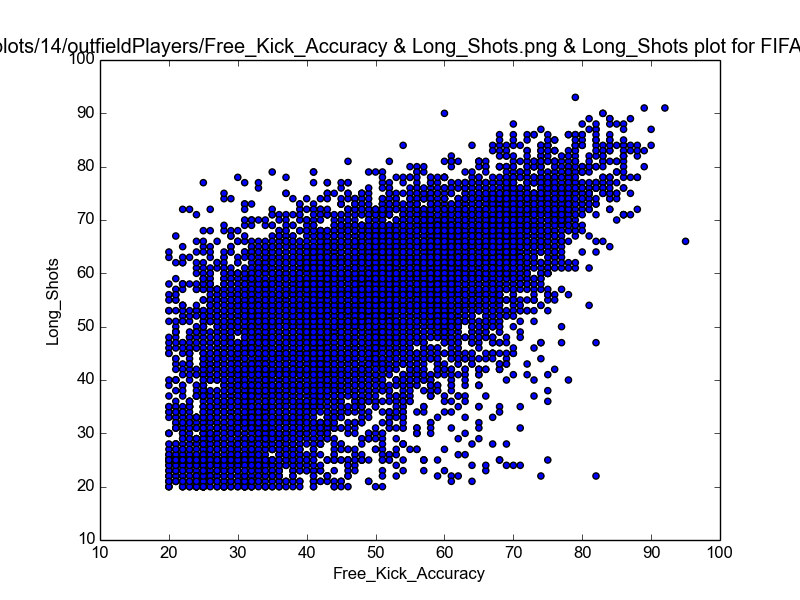 plots/14/outfieldPlayers/Free_Kick_Accuracy & Long_Shots.png & Long_Shots plot for FIFA
100
90
80
70
60
50
40
30
20
10
Long_Shots
10 20 30 40 50 60 70 80 90 100
Free_Kick_Accuracy